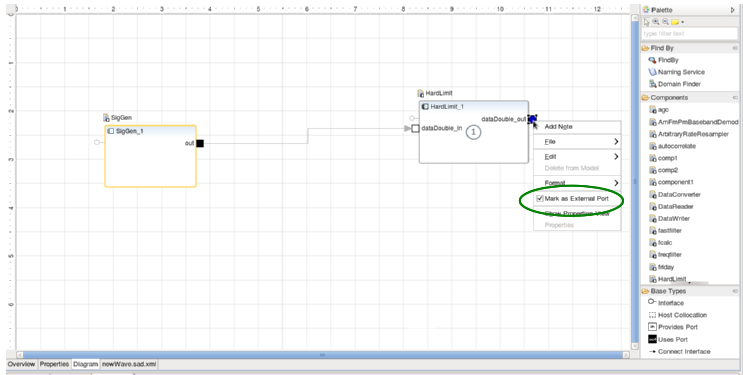 0 1 2 3 4 5 6 7 8 9 10 11 12
Palette
type filter text
Find By
FindBy
Naming Service
Domain Finder
Components
agc
AmFmPmBasebandDemod
ArbitraryRateResampler
autocorrelate
comp1
comp2
component1
DataConverter
DataReader
DataWriter
fastfilter
fcalc
freqfilter
friday
HardLimit
Base Types
Interface
Host Collocation
Provides Port
Uses Port
Connect Interface
SigGen
SigGen_1
out
HardLimit
HardLimit_1
dataDouble_out
dataDouble_in
1
Add Note
File
Edit
Delete from Model
Format
Mark as External Port
Show Properties View
Properties
0
1
2
3
4
5
6
Overview Properties Diagram newWave.sad.xml